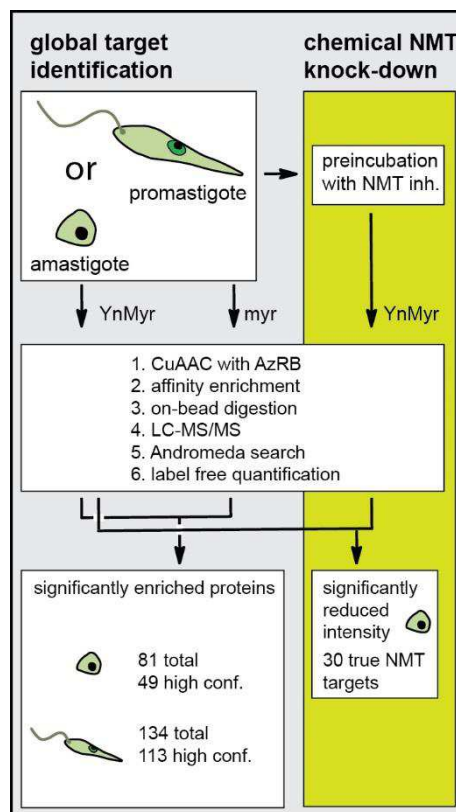 global target
identification
chemical NMT
knock-down
or
promastigote
amastigote
preincubation
with NMT inh.
YnMyr
myr
YnMyr
1. CuAAC with AzRB
2. affinity enrichment
3. on-bead digestion
4. LC-MS/MS
5. Andromeda search
6. label free quantification
significantly enriched proteins
81 total
49 high conf.
134 total
113 high conf.
significantly
reduced
intensity
30 true NMT
targets